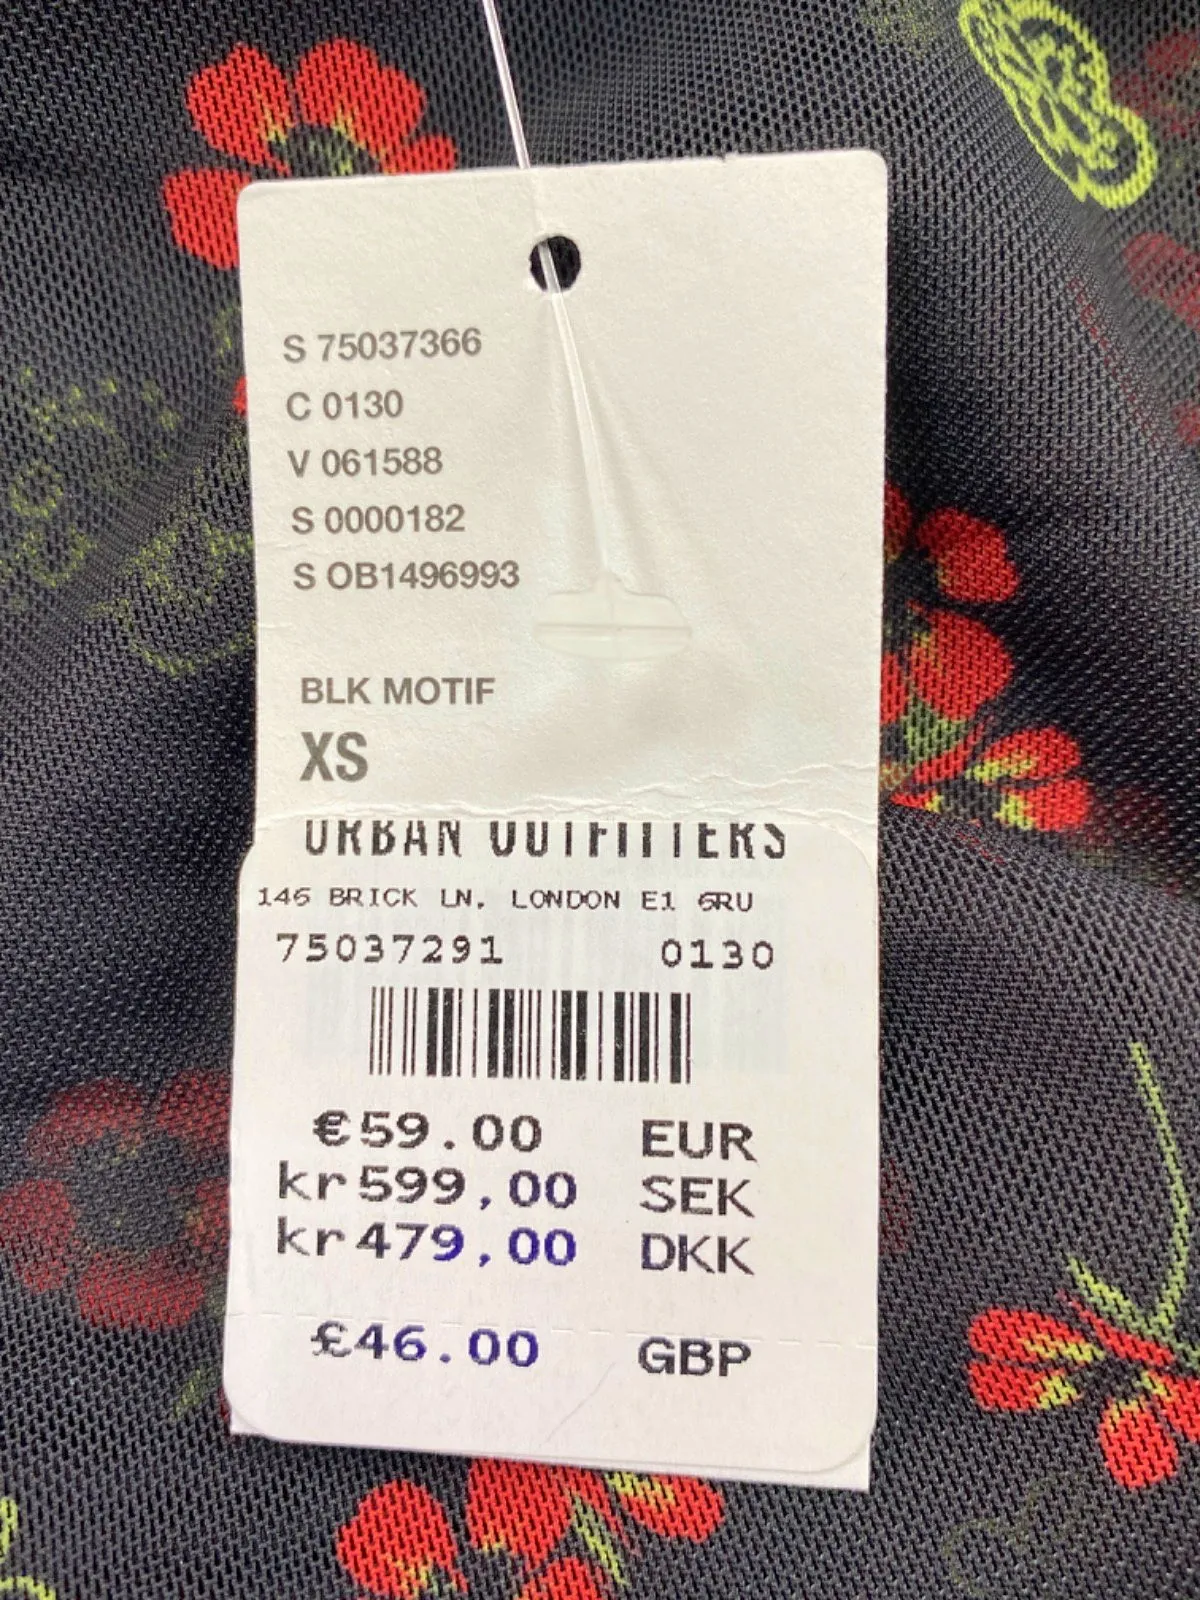 S 75037366
C 0130
V 061588
S 0000182
S OB1496993
BLK MOTIF
XS
URBAN OUTFITTERS
146 BRICK LN. LONDON E1 6RU
75037291 0130
€59.00 EUR
kr599,00 SEK
kr479,00 DKK
£46.00 GBP